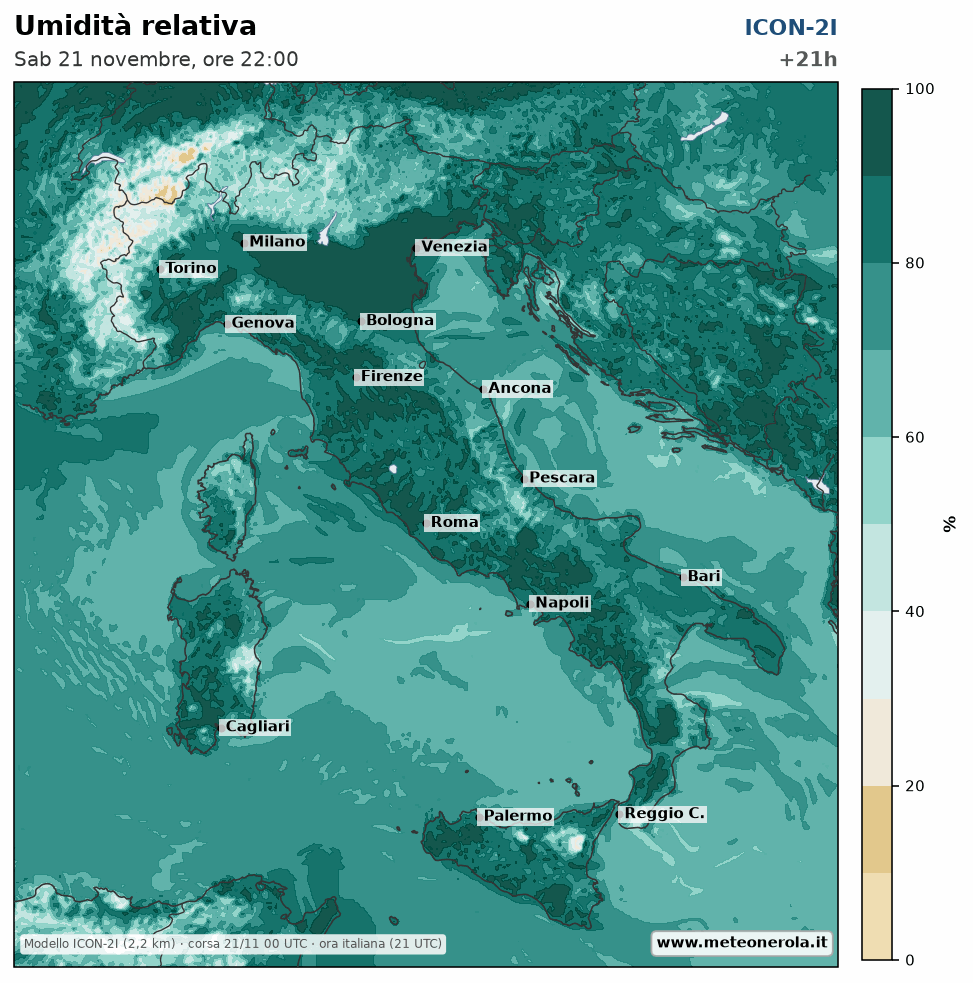 Umidità relativa
ICON-2I
Sab 21 novembre, ore 22:00
+21h
100
80
60
40
20
0
%
Milano
Venezia
Torino
Genova
Bologna
Firenze
Ancona
Pescara
Roma
Bari
Napoli
Cagliari
Palermo
Reggio C.
Modello ICON-2I (2,2 km) · corsa 21/11 00 UTC · ora italiana (21 UTC)
www.meteonerola.it